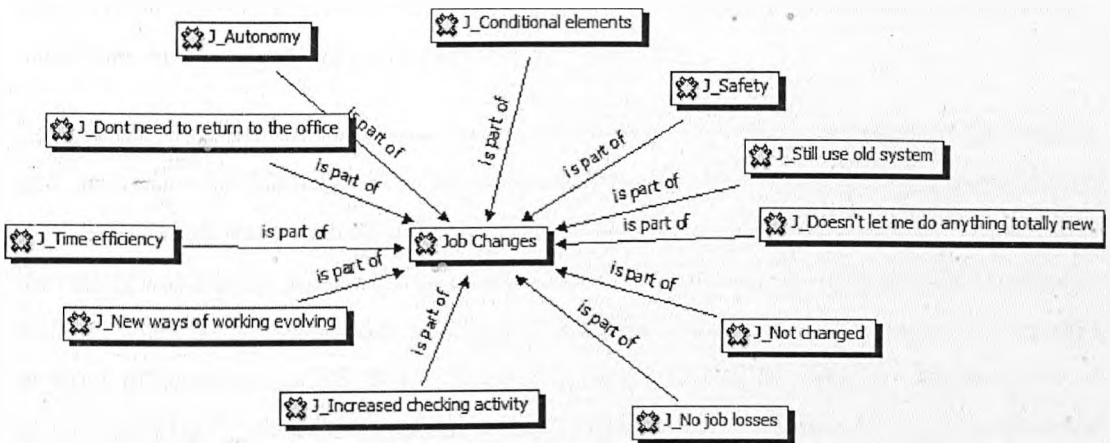 J_Conditional elements
J_Autonomy
J_Safety
J_Dont need to return to the office
J_Still use old system
J_Doesn't let me do anything totally new
J_Time efficiency
Job Changes
J_New ways of working evolving
J_Not changed
J_Increased checking activity
J_No job losses
is part of
is part of
is part of
is part of
is part of
is part of
is part of
is part of
is part of
is part of
is part of